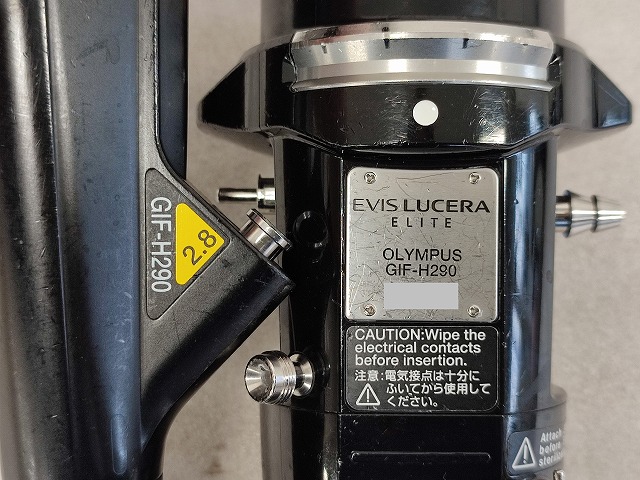 GIF-H290
2.8
EVIS LUCERA
ELITE
OLYMPUS
GIF-H290
CAUTION:Wipe the
electrical contacts
before insertion.
注意:電気接点は十分に
ふいてから使用して
ください。
Attach
before